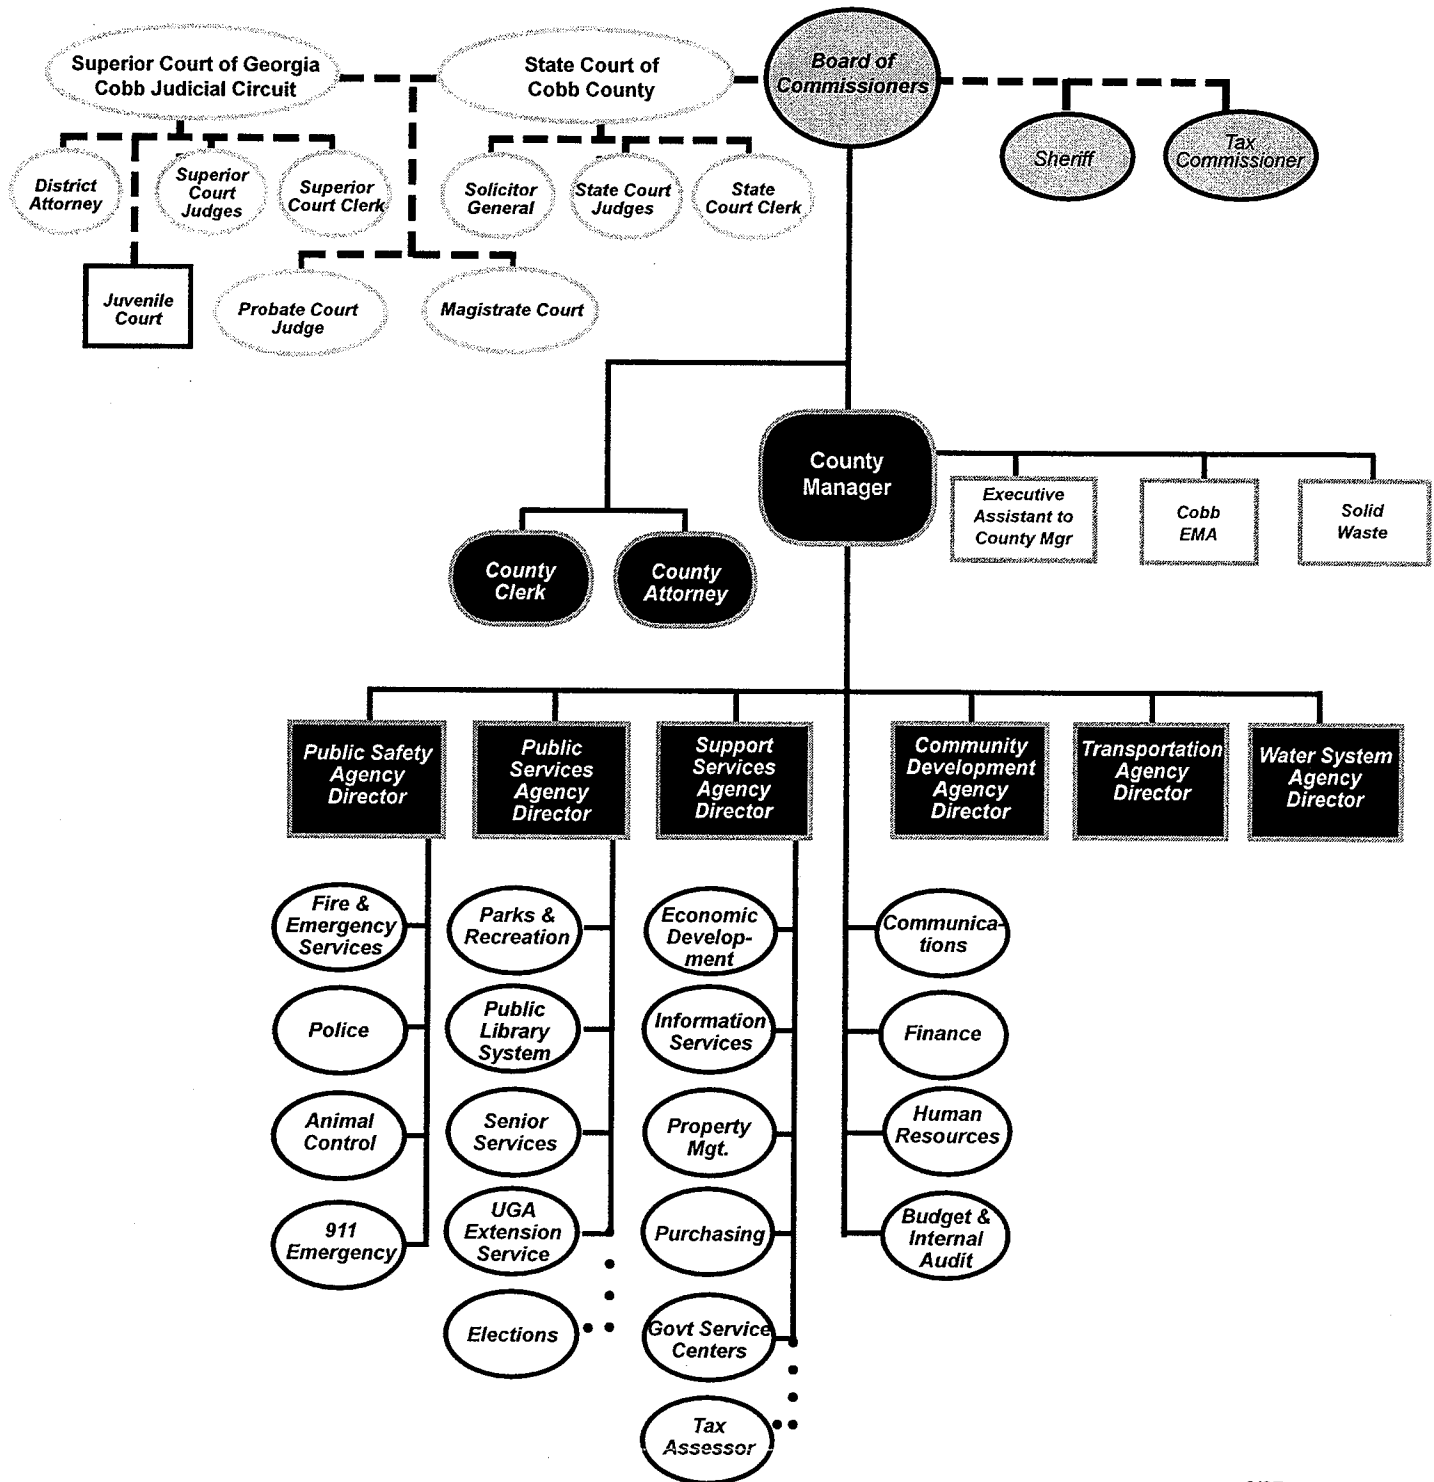 Superior Court of Georgia
Cobb Judicial Circuit
State Court of
Cobb County
Board of
Commissioners
Sheriff
Tax
Commissioner
District
Attorney
Superior
Court
Judges
Superior
Court Clerk
Solicitor
General
State Court
Judges
State
Court Clerk
Juvenile
Court
Probate Court
Judge
Magistrate Court
County
Manager
Executive
Assistant to
County Mgr
Cobb
EMA
Solid
Waste
County
Clerk
County
Attorney
Public Safety
Agency
Director
Public
Services
Agency
Director
Support
Services
Agency
Director
Community
Development
Agency
Director
Transportation
Agency
Director
Water System
Agency
Director
Fire &
Emergency
Services
Parks &
Recreation
Economic
Develop-
ment
Communica-
tions
Police
Public
Library
System
Information
Services
Finance
Animal
Control
Senior
Services
Property
Mgt.
Human
Resources
911
Emergency
UGA
Extension
Service
Purchasing
Budget &
Internal
Audit
Elections
Govt Service
Centers
Tax
Assessor